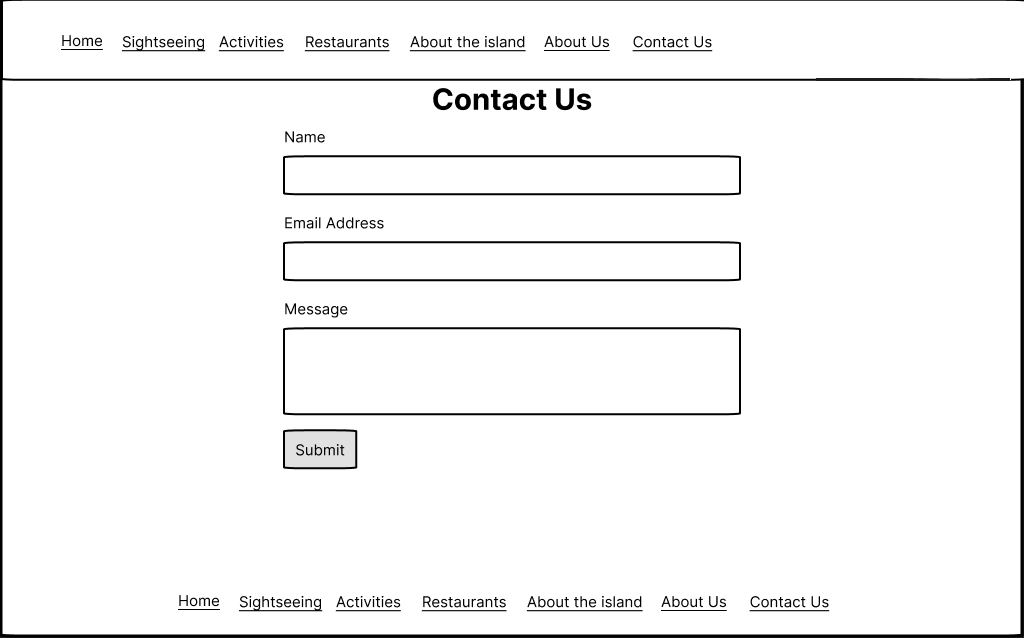 Home Sightseeing Activities Restaurants About the island About Us Contact Us
Contact Us
Name
Email Address
Message
Submit
Home Sightseeing Activities Restaurants About the island About Us Contact Us